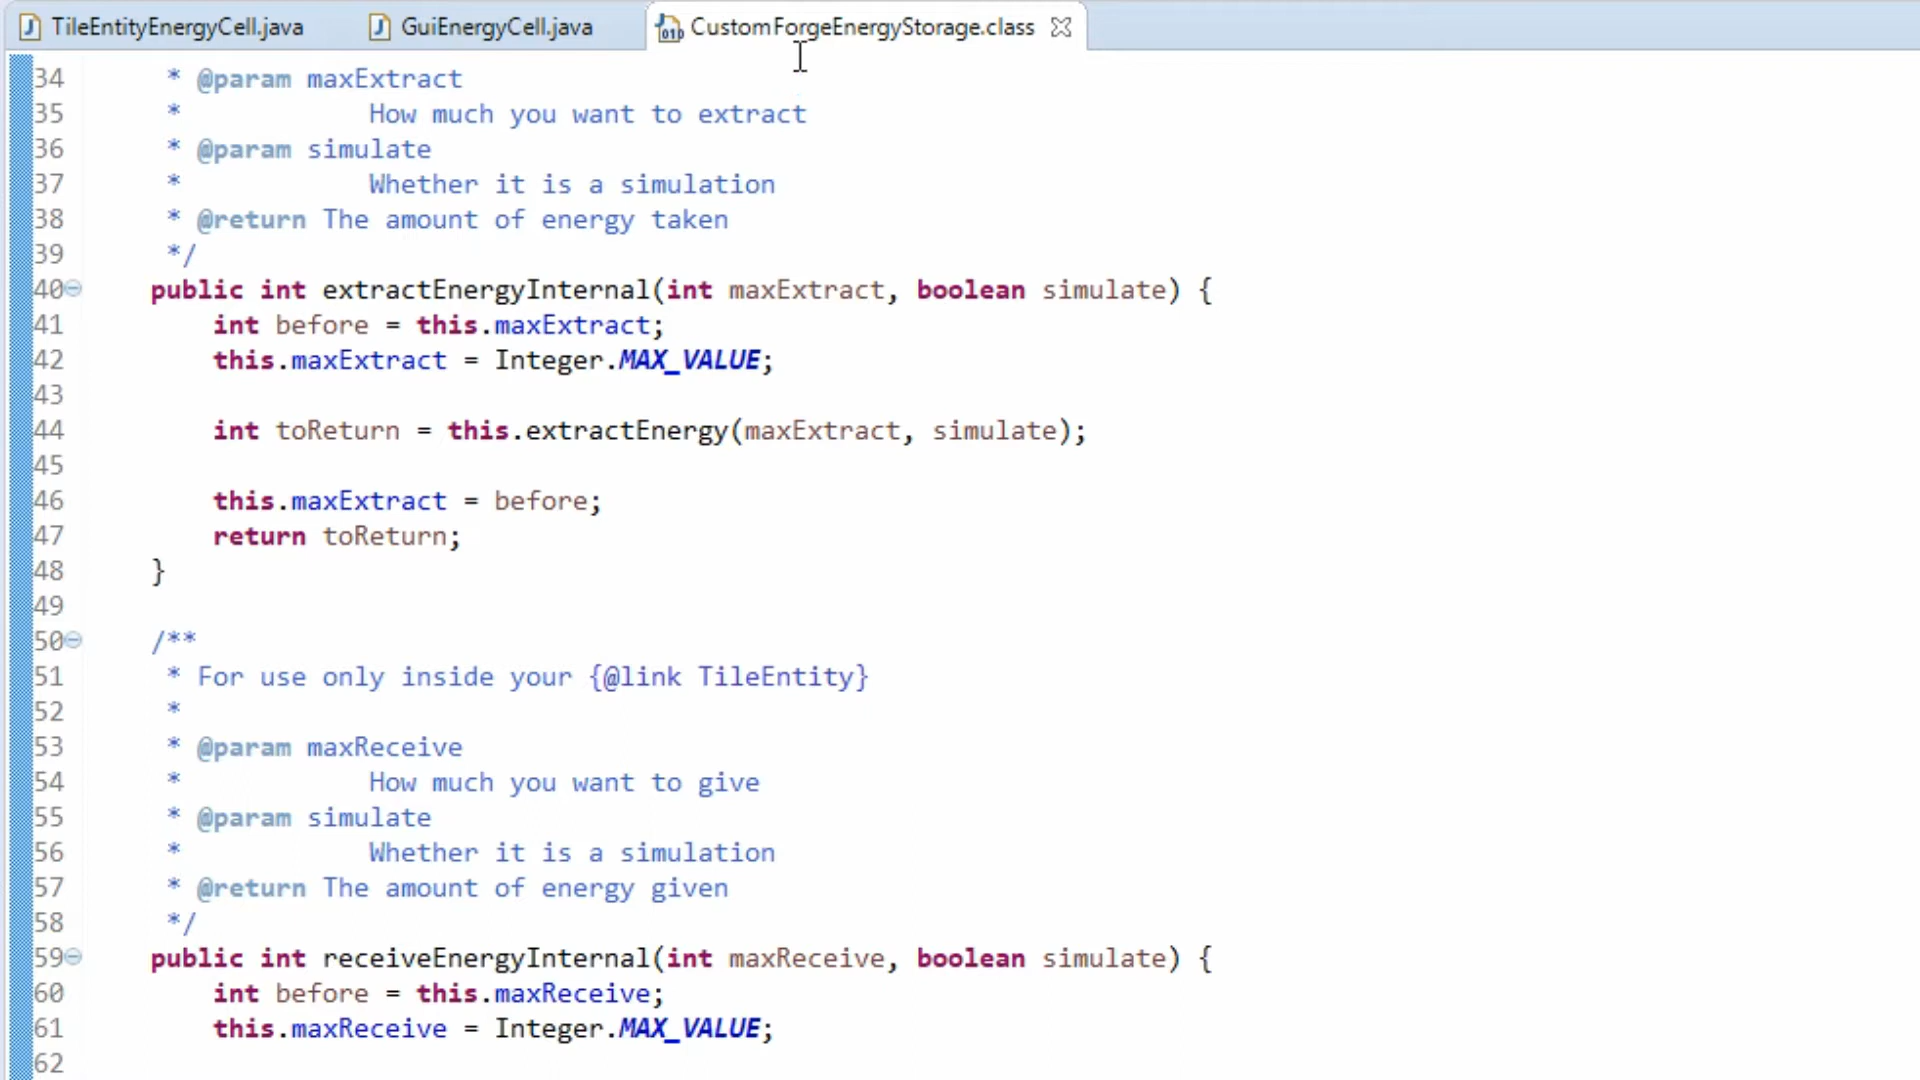 TileEntityEnergyCell.java GuiEnergyCell.java CustomForgeEnergyStorage.class
34 * @param maxExtract
35 * How much you want to extract
36 * @param simulate
37 * Whether it is a simulation
38 * @return The amount of energy taken
39 */
40 public int extractEnergyInternal(int maxExtract, boolean simulate) {
41 int before = this.maxExtract;
42 this.maxExtract = Integer.MAX_VALUE;
43
44 int toReturn = this.extractEnergy(maxExtract, simulate);
45
46 this.maxExtract = before;
47 return toReturn;
48 }
49
50 /**
51 * For use only inside your {@link TileEntity}
52 *
53 * @param maxReceive
54 * How much you want to give
55 * @param simulate
56 * Whether it is a simulation
57 * @return The amount of energy given
58 */
59 public int receiveEnergyInternal(int maxReceive, boolean simulate) {
60 int before = this.maxReceive;
61 this.maxReceive = Integer.MAX_VALUE;
62